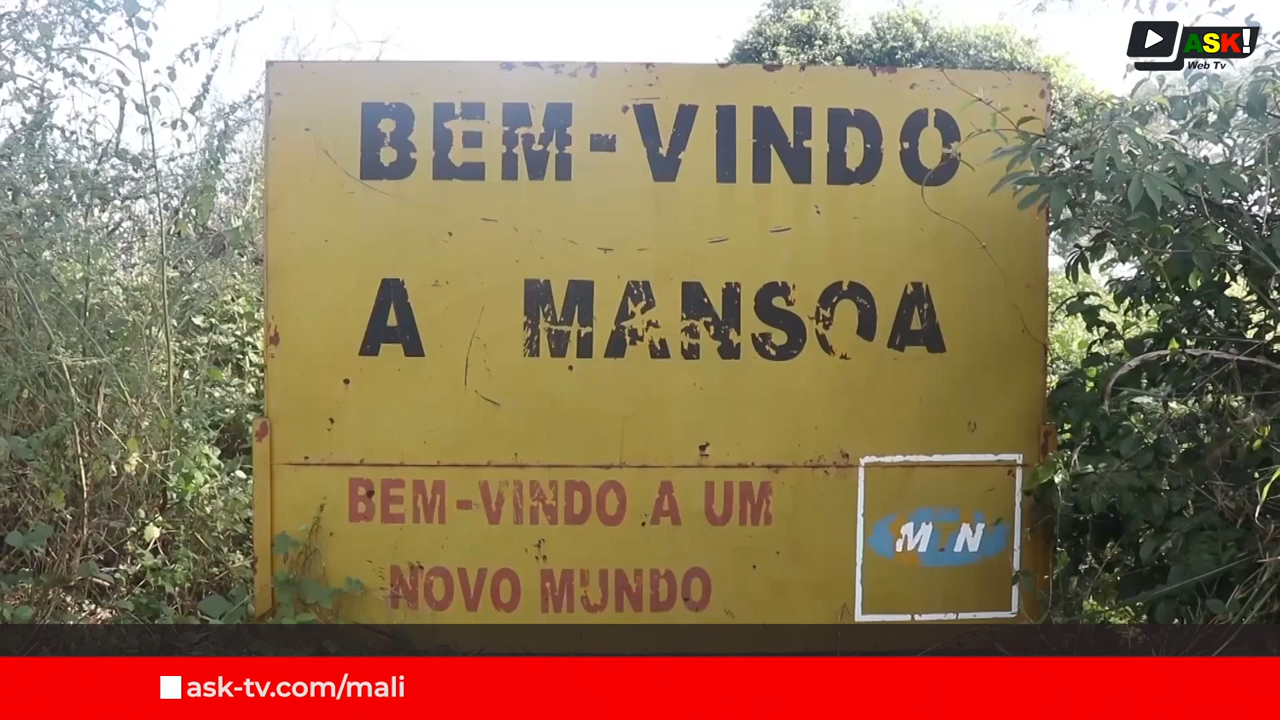 ASK!
Web Tv
BEM-VINDO
A MANSOA
BEM-VINDO A UM
NOVO MUNDO
MTN
ask-tv.com/mali